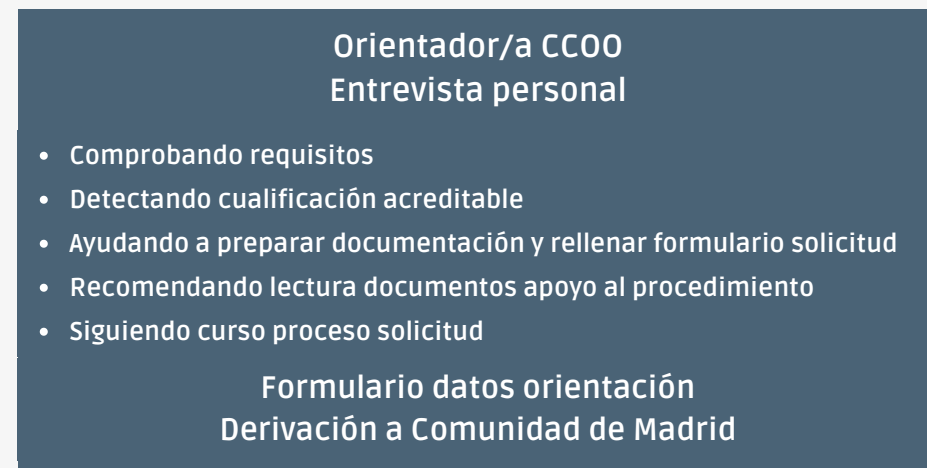 Orientador/a CCOO
Entrevista personal
• Comprobando requisitos
• Detectando cualificación acreditable
• Ayudando a preparar documentación y rellenar formulario solicitud
• Recomendando lectura documentos apoyo al procedimiento
• Siguiendo curso proceso solicitud
Formulario datos orientación
Derivación a Comunidad de Madrid